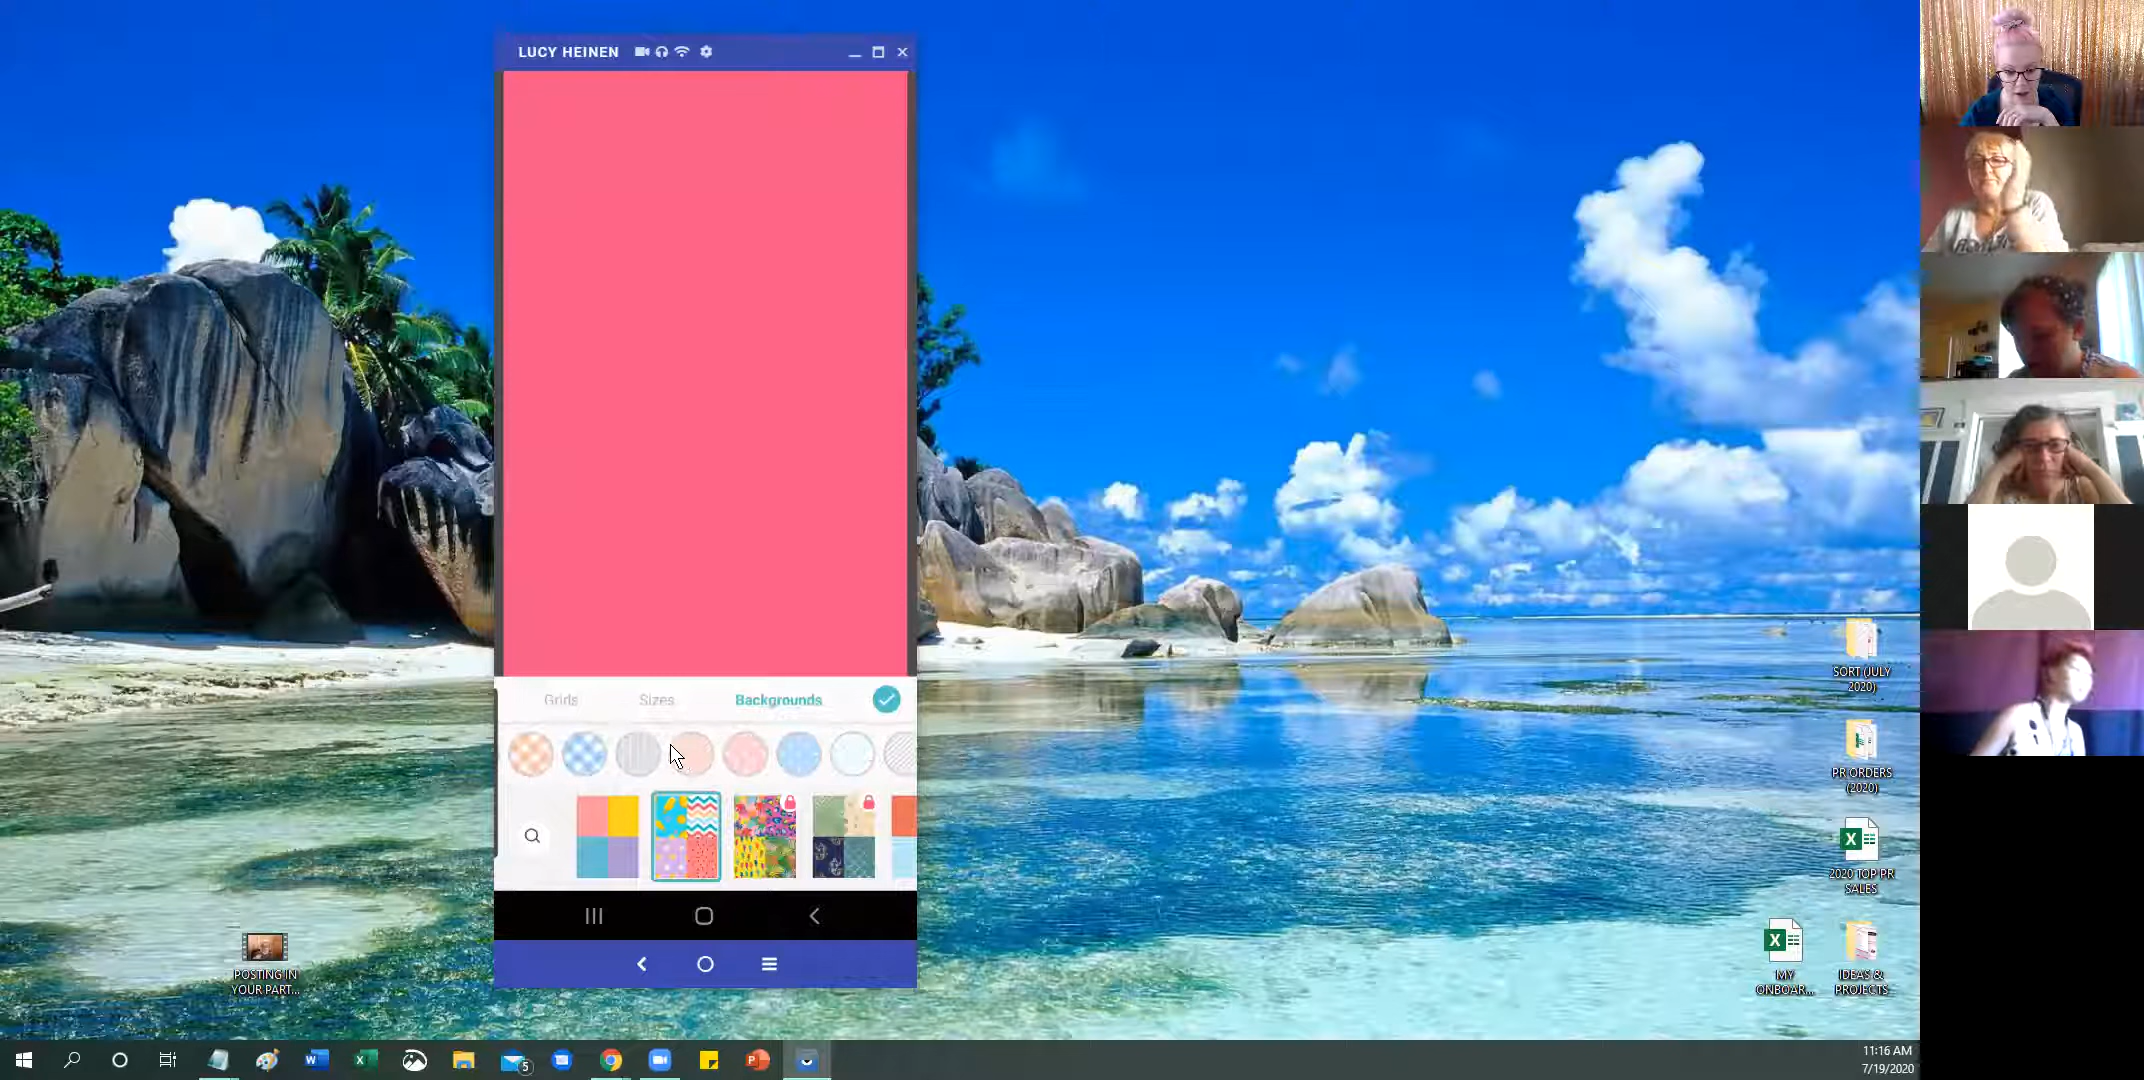 LUCY HEINEN
Grids
Sizes
Backgrounds
SORT (JULY
2020)
PR ORDERS
(2020)
2020 TOP PR
SALES
MY
ONBOAR...
IDEAS &
PROJECTS
POSTING IN
YOUR PART...
5
11:16 AM
7/19/2020